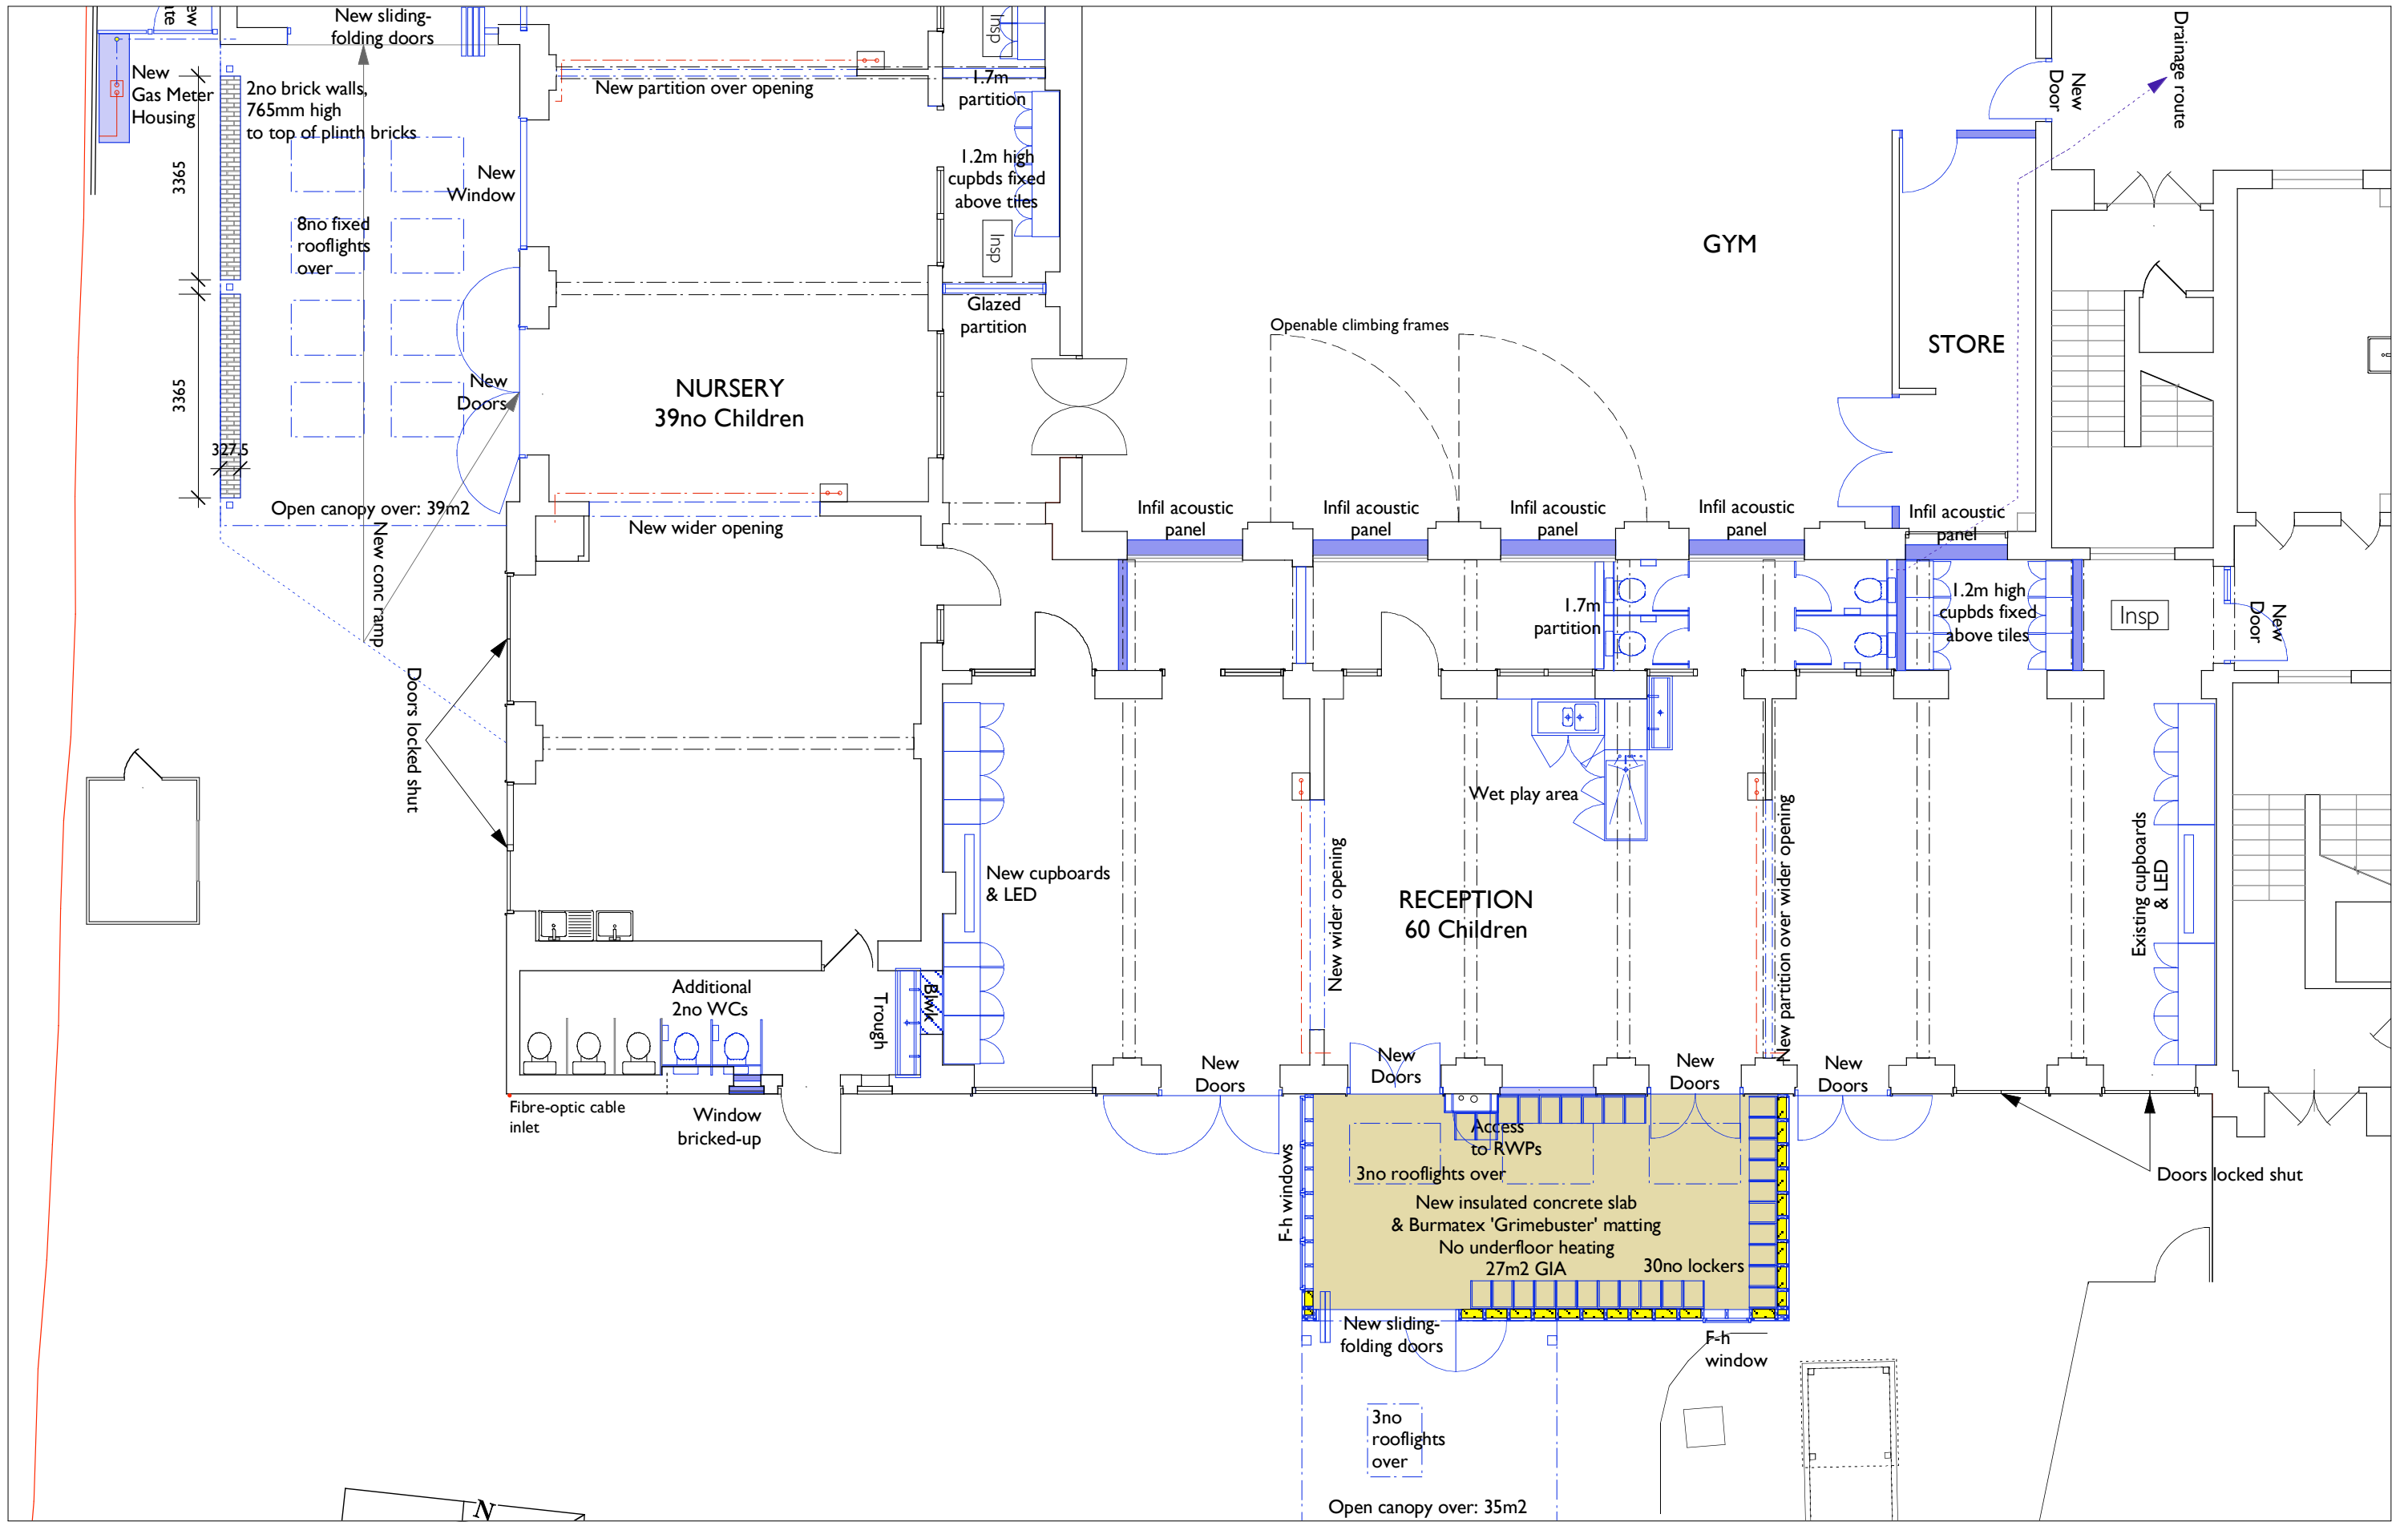 New sliding-
folding doors
New
Gas Meter
Housing
2no brick walls,
765mm high
to top of plinth bricks
New partition over opening
Insp
1.7m
partition
New
Door
Drainage route
3365
New
Window
1.2m high
cupbds fixed
above tiles
8no fixed
rooflights
over
Insp
GYM
Glazed
partition
Openable climbing frames
STORE
3365
New
Doors
NURSERY
39no Children
327.5
Open canopy over: 39m2
New wider opening
Infil acoustic
panel
Infil acoustic
panel
Infil acoustic
panel
Infil acoustic
panel
Infil acoustic
panel
New conc ramp
1.7m
partition
1.2m high
cupbds fixed
above tiles
Insp
New
Door
Doors locked shut
Wet play area
New cupboards
& LED
New wider opening
RECEPTION
60 Children
New partition over wider opening
Existing cupboards
& LED
Additional
2no WCs
Trough
Blwk
New
Doors
New
Doors
New
Doors
New
Doors
Fibre-optic cable
inlet
Window
bricked-up
Access
to RWPs
F-h windows
3no rooflights over
Doors locked shut
New insulated concrete slab
& Burmatex 'Grimebuster' matting
No underfloor heating
27m2 GIA
30no lockers
New sliding-
folding doors
F-h
window
3no
rooflights
over
Open canopy over: 35m2
N